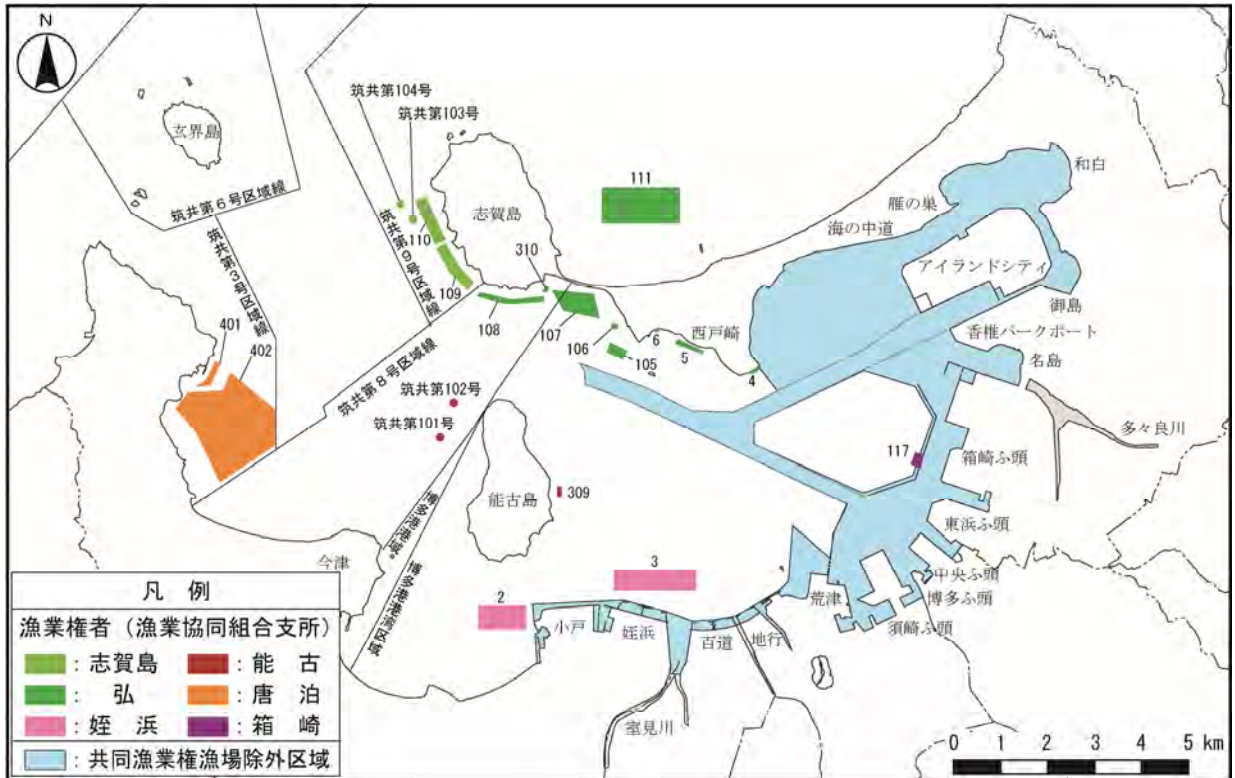 N
玄界島
筑共第104号
筑共第103号
筑共第6号区域線
筑共第3号区域線
筑共第9号区域線
110
109
志賀島
111
310
108
107
106
105
6
5
4
西戸崎
海の中道
雁の巣
和白
アイランドシティ
御島
香椎パークポート
名島
多々良川
401
402
筑共第8号区域線
筑共第102号
筑共第101号
117
箱崎ふ頭
能古島
309
東浜ふ頭
中央ふ頭
博多ふ頭
須崎ふ頭
荒津
博多港港域
博多港港湾区域
今津
3
2
小戸
姪浜
百道
地行
室見川
凡 例
漁業権者（漁業協同組合支所）
：志賀島
：能 古
：弘
：唐 泊
：姪 浜
：箱 崎
：共同漁業権漁場除外区域
0 1 2 3 4 5 km